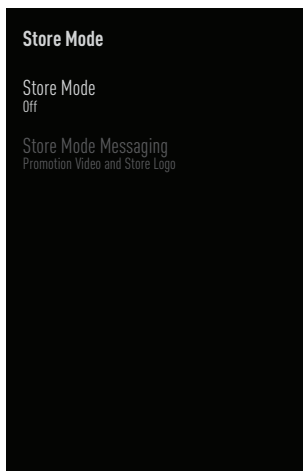 Store Mode
Store Mode
Off
Store Mode Messaging
Promotion Video and Store Logo